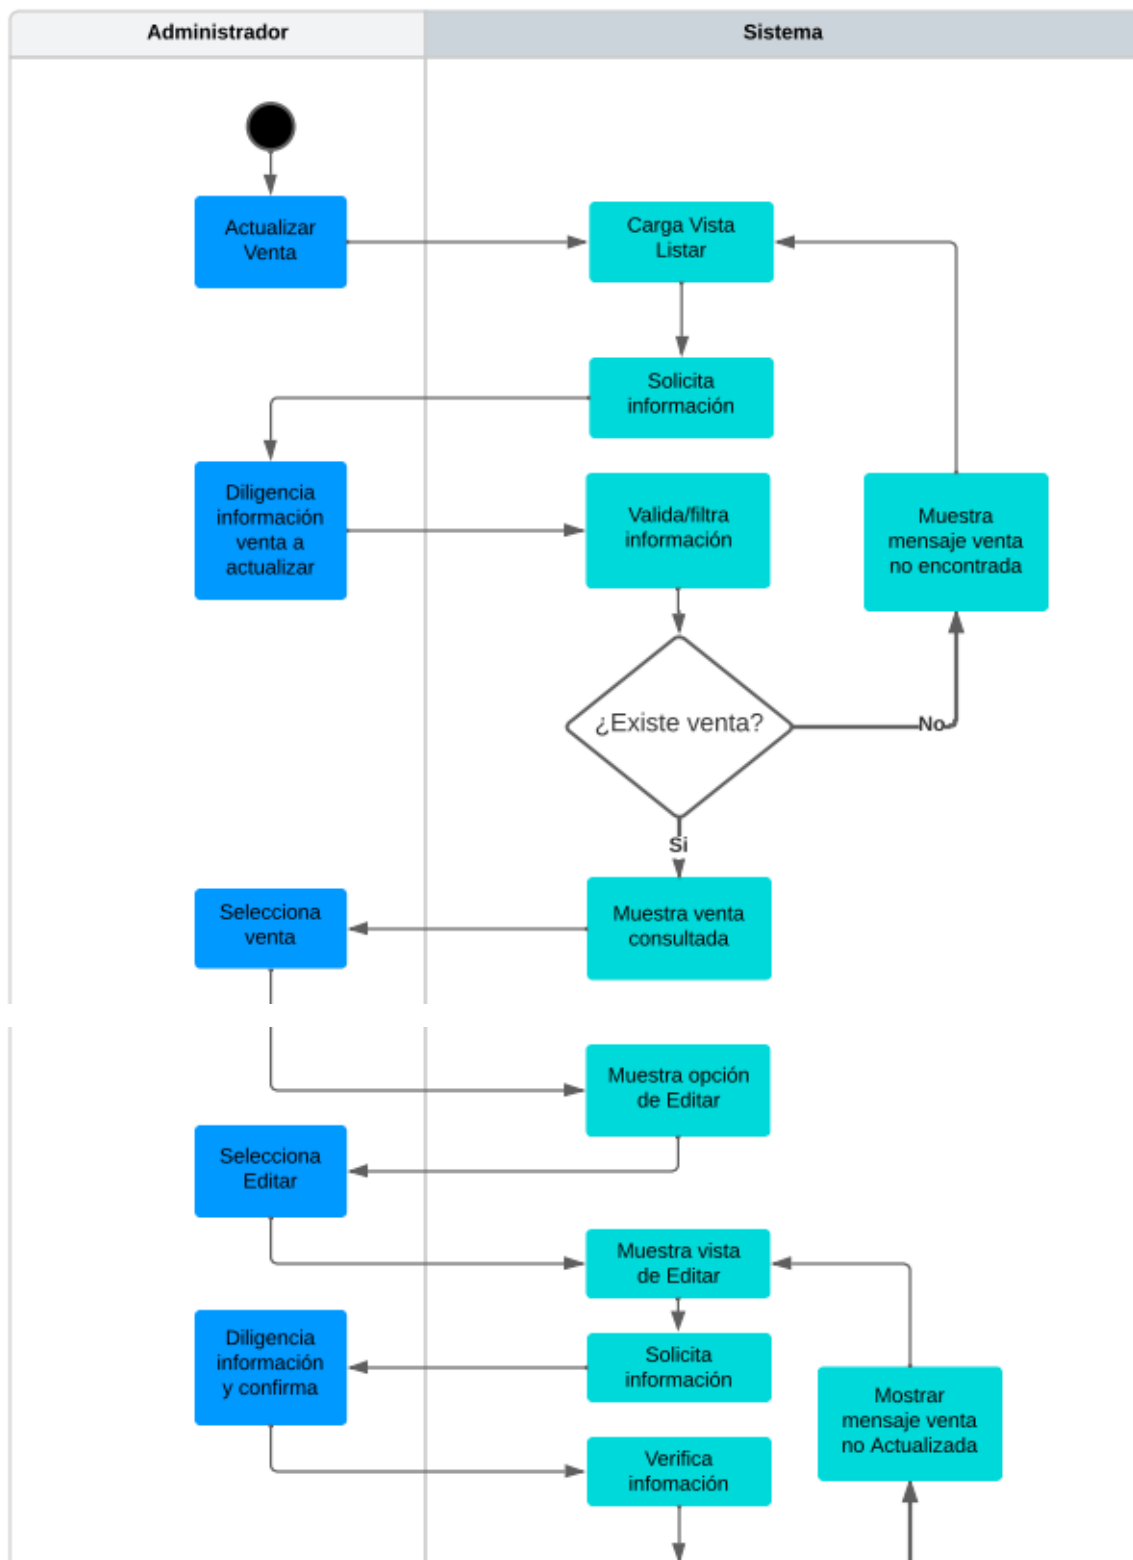 Administrador
Sistema
Actualizar
Venta
Carga Vista
Listar
Solicita
información
Diligencia
información
venta a
actualizar
Valida/filtra
información
Muestra
mensaje venta
no encontrada
¿Existe venta?
No
Si
Selecciona
venta
Muestra venta
consultada
Muestra opción
de Editar
Selecciona
Editar
Muestra vista
de Editar
Diligencia
información
y confirma
Solicita
información
Mostrar
mensaje venta
no Actualizada
Verifica
infomación